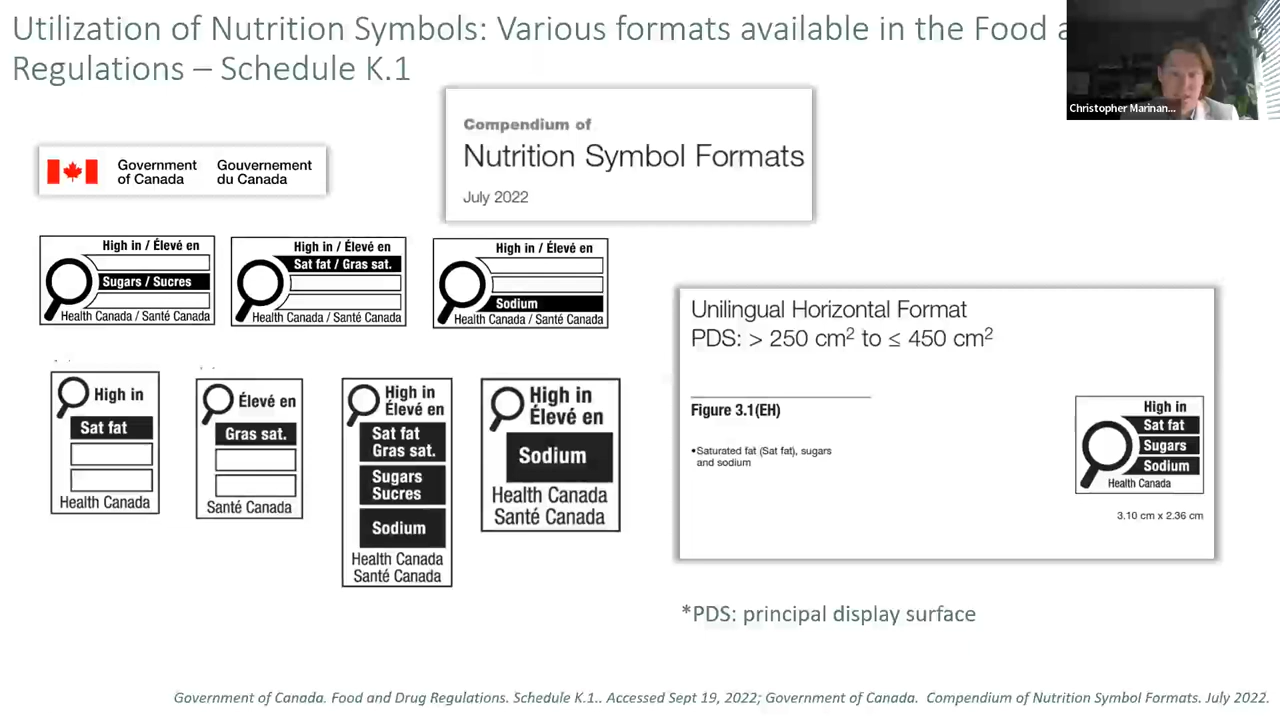 Utilization of Nutrition Symbols: Various formats available in the Food a
Regulations – Schedule K.1
Christopher Marinan...
Compendium of
Nutrition Symbol Formats
July 2022
Government of Canada
Gouvernement du Canada
High in / Élevé en
Sugars / Sucres
Health Canada / Santé Canada
High in / Élevé en
Sat fat / Gras sat.
Health Canada / Santé Canada
High in / Élevé en
Sodium
Health Canada / Santé Canada
High in
Sat fat
Health Canada
Élevé en
Gras sat.
Santé Canada
High in
Élevé en
Sat fat
Gras sat.
Sugars
Sucres
Sodium
Health Canada
Santé Canada
High in
Élevé en
Sodium
Health Canada
Santé Canada
Unilingual Horizontal Format
PDS: > 250 cm² to ≤ 450 cm²
Figure 3.1(EH)
•Saturated fat (Sat fat), sugars
and sodium
High in
Sat fat
Sugars
Sodium
Health Canada
3.10 cm x 2.36 cm
*PDS: principal display surface
Government of Canada. Food and Drug Regulations. Schedule K.1.. Accessed Sept 19, 2022; Government of Canada. Compendium of Nutrition Symbol Formats. July 2022.